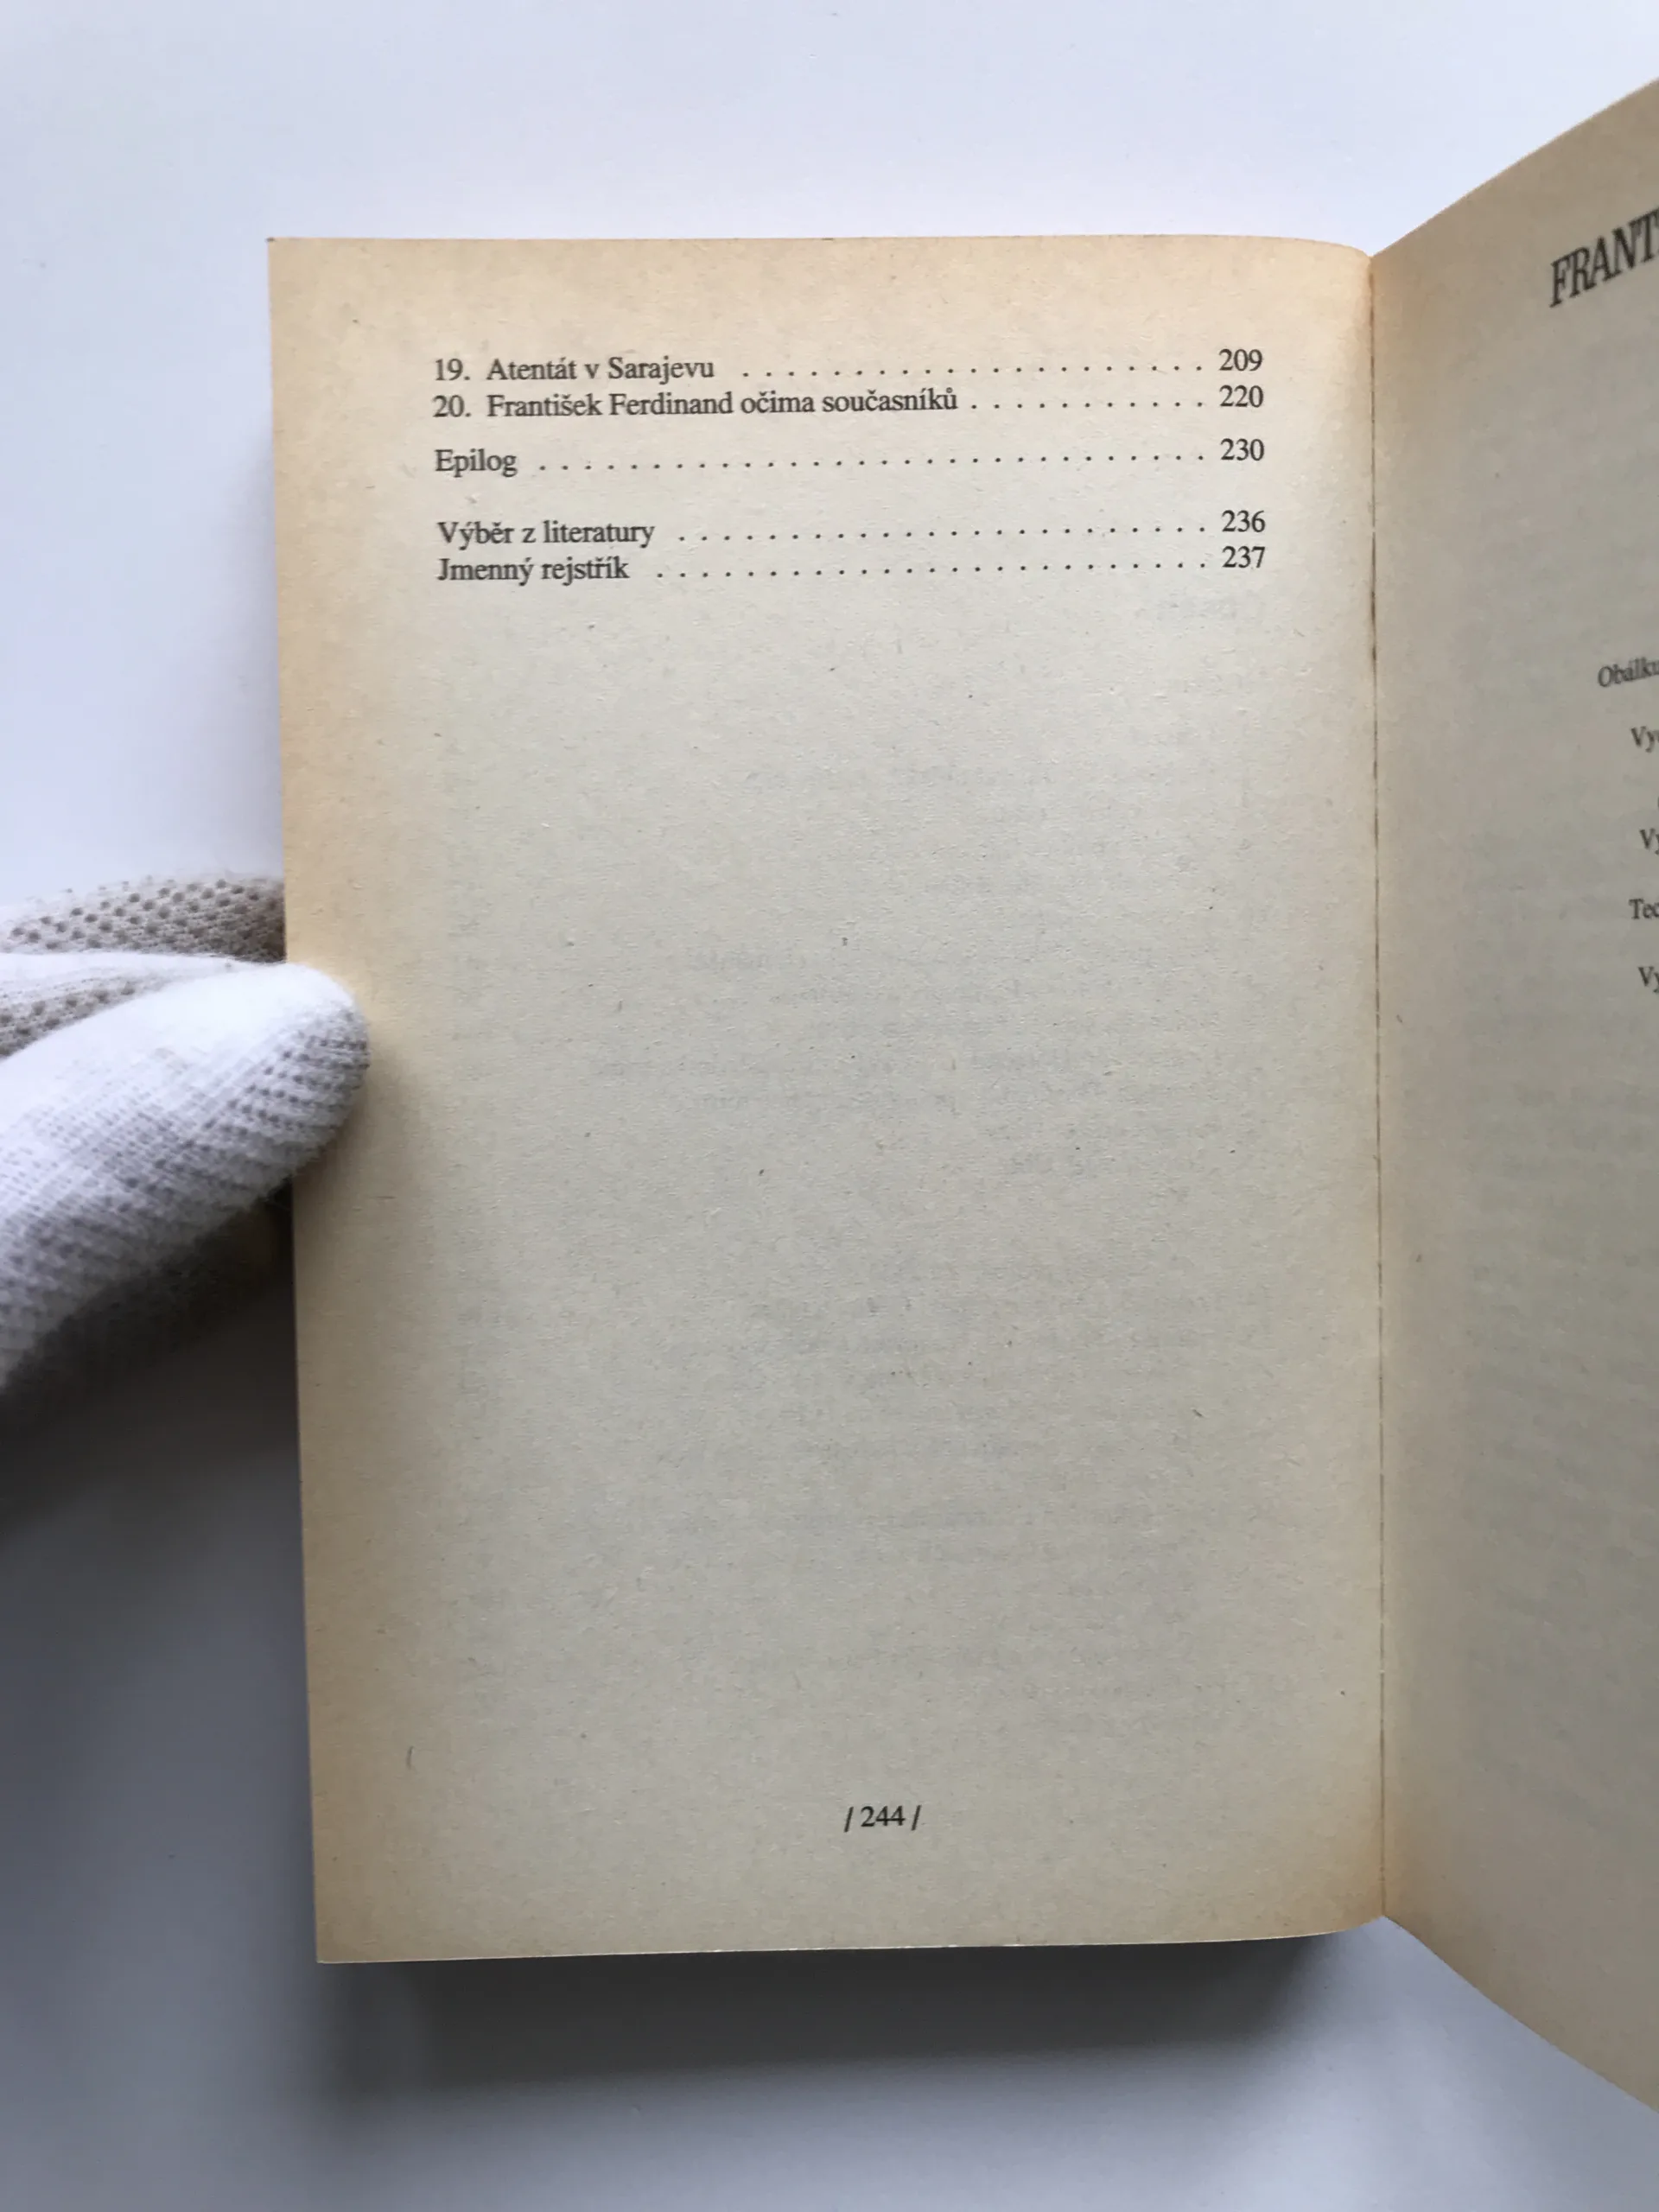 19. Atentát v Sarajevu . . . . . . . . . . . . . . . . . . . . . 209
20. František Ferdinand očima současníků . . . . . . . . . . . 220
Epilog . . . . . . . . . . . . . . . . . . . . . . . . . . . . . . 230
Výběr z literatury . . . . . . . . . . . . . . . . . . . . . . . . 236
Jmenný rejstřík . . . . . . . . . . . . . . . . . . . . . . . . . 237
/ 244 /